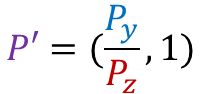 P′ = (P_y/P_z, 1)